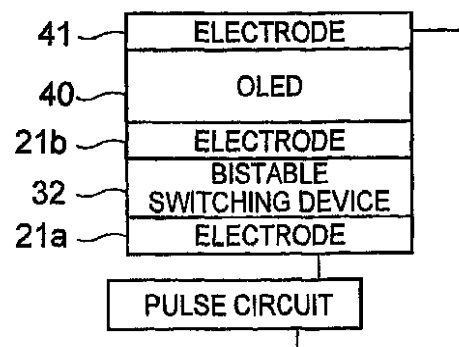 41 ELECTRODE
40 OLED
21b ELECTRODE
32 BISTABLE
SWITCHING DEVICE
21a ELECTRODE
PULSE CIRCUIT